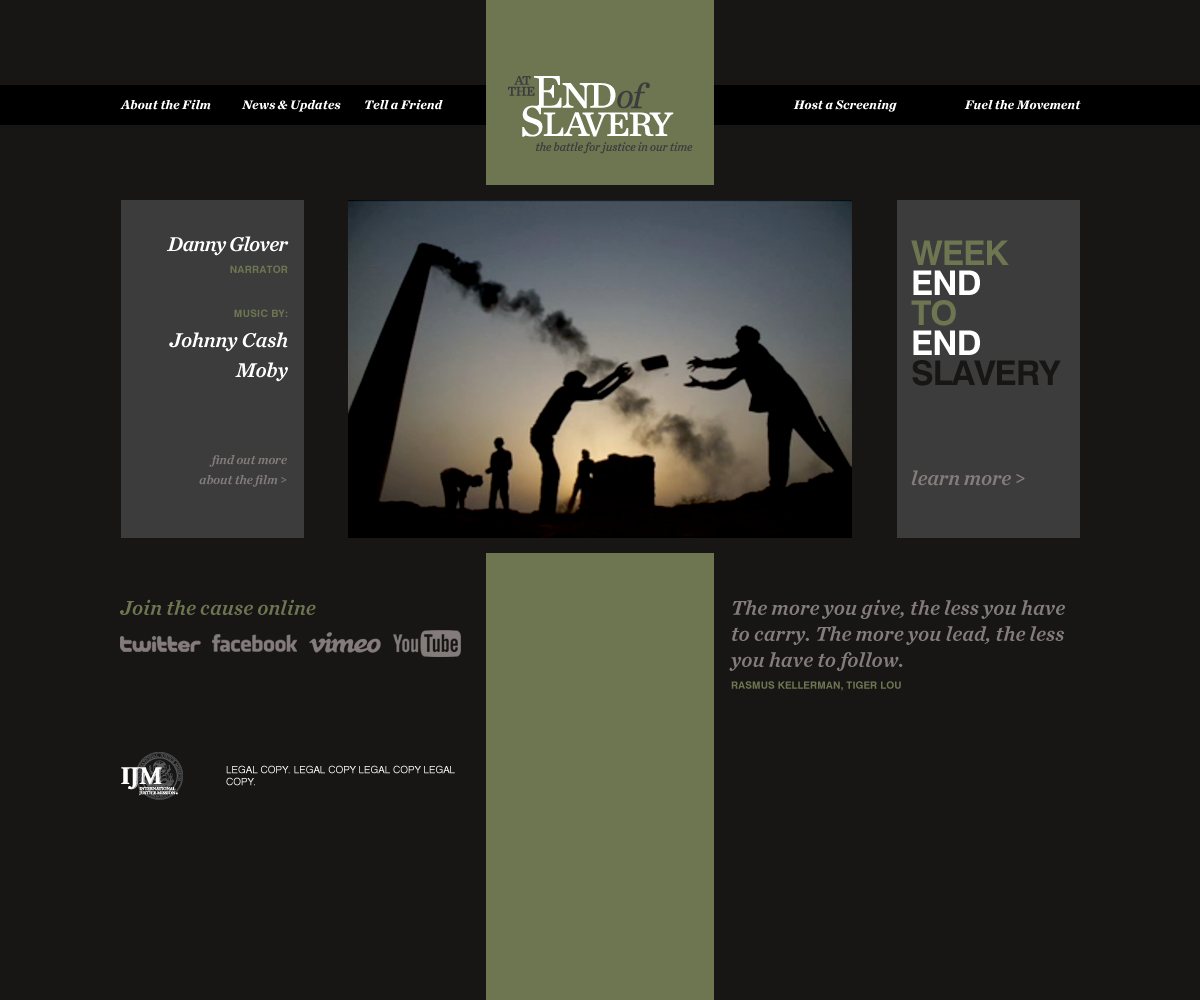 AT
THE
END of
SLAVERY
the battle for justice in our time
About the Film
News & Updates
Tell a Friend
Host a Screening
Fuel the Movement
Danny Glover
NARRATOR
MUSIC BY:
Johnny Cash
Moby
find out more
about the film >
WEEK
END
TO
END
SLAVERY
learn more >
Join the cause online
twitter
facebook
vimeo
YouTube
The more you give, the less you have
to carry. The more you lead, the less
you have to follow.
RASMUS KELLERMAN, TIGER LOU
IJM
INTERNATIONAL
JUSTICE MISSION
LEGAL COPY. LEGAL COPY LEGAL COPY LEGAL
COPY.